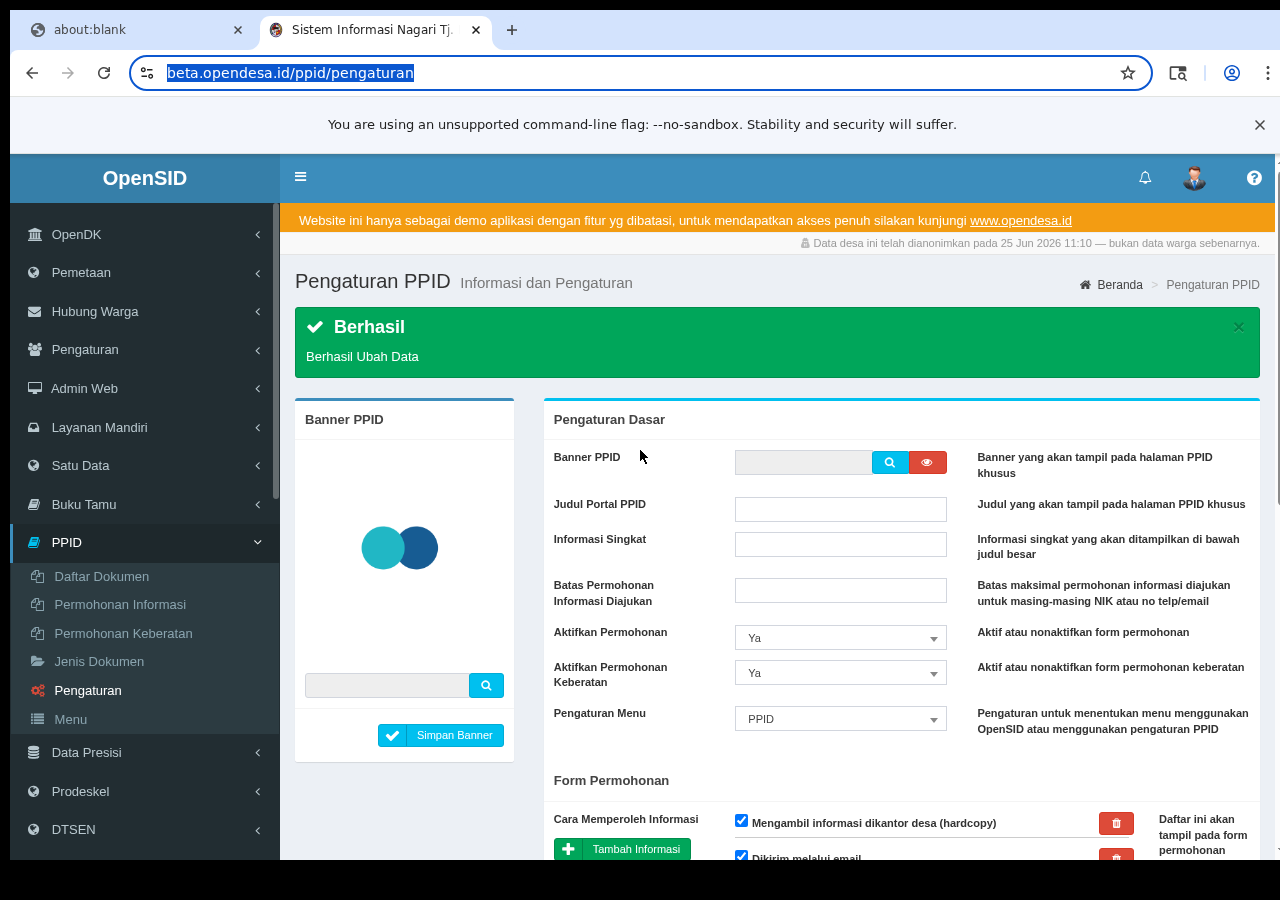 about:blank
Sistem Informasi Nagari Tj.
beta.opendesa.id/ppid/pengaturan
You are using an unsupported command-line flag: --no-sandbox. Stability and security will suffer.
OpenSID
Website ini hanya sebagai demo aplikasi dengan fitur yg dibatasi, untuk mendapatkan akses penuh silakan kunjungi www.opendesa.id
Data desa ini telah dianonimkan pada 25 Jun 2026 11:10 — bukan data warga sebenarnya.
OpenDK
Pemetaan
Hubung Warga
Pengaturan
Admin Web
Layanan Mandiri
Satu Data
Buku Tamu
PPID
Daftar Dokumen
Permohonan Informasi
Permohonan Keberatan
Jenis Dokumen
Pengaturan
Menu
Data Presisi
Prodeskel
DTSEN
Pengaturan PPID Informasi dan Pengaturan
Beranda > Pengaturan PPID
Berhasil
Berhasil Ubah Data
Banner PPID
Simpan Banner
Pengaturan Dasar
Banner PPID
Banner yang akan tampil pada halaman PPID
khusus
Judul Portal PPID
Judul yang akan tampil pada halaman PPID khusus
Informasi Singkat
Informasi singkat yang akan ditampilkan di bawah
judul besar
Batas Permohonan
Informasi Diajukan
Batas maksimal permohonan informasi diajukan
untuk masing-masing NIK atau no telp/email
Aktifkan Permohonan
Ya
Aktif atau nonaktifkan form permohonan
Aktifkan Permohonan
Keberatan
Ya
Aktif atau nonaktifkan form permohonan keberatan
Pengaturan Menu
PPID
Pengaturan untuk menentukan menu menggunakan
OpenSID atau menggunakan pengaturan PPID
Form Permohonan
Cara Memperoleh Informasi
Tambah Informasi
Mengambil informasi dikantor desa (hardcopy)
Dikirim melalui email
Daftar ini akan
tampil pada form
permohonan